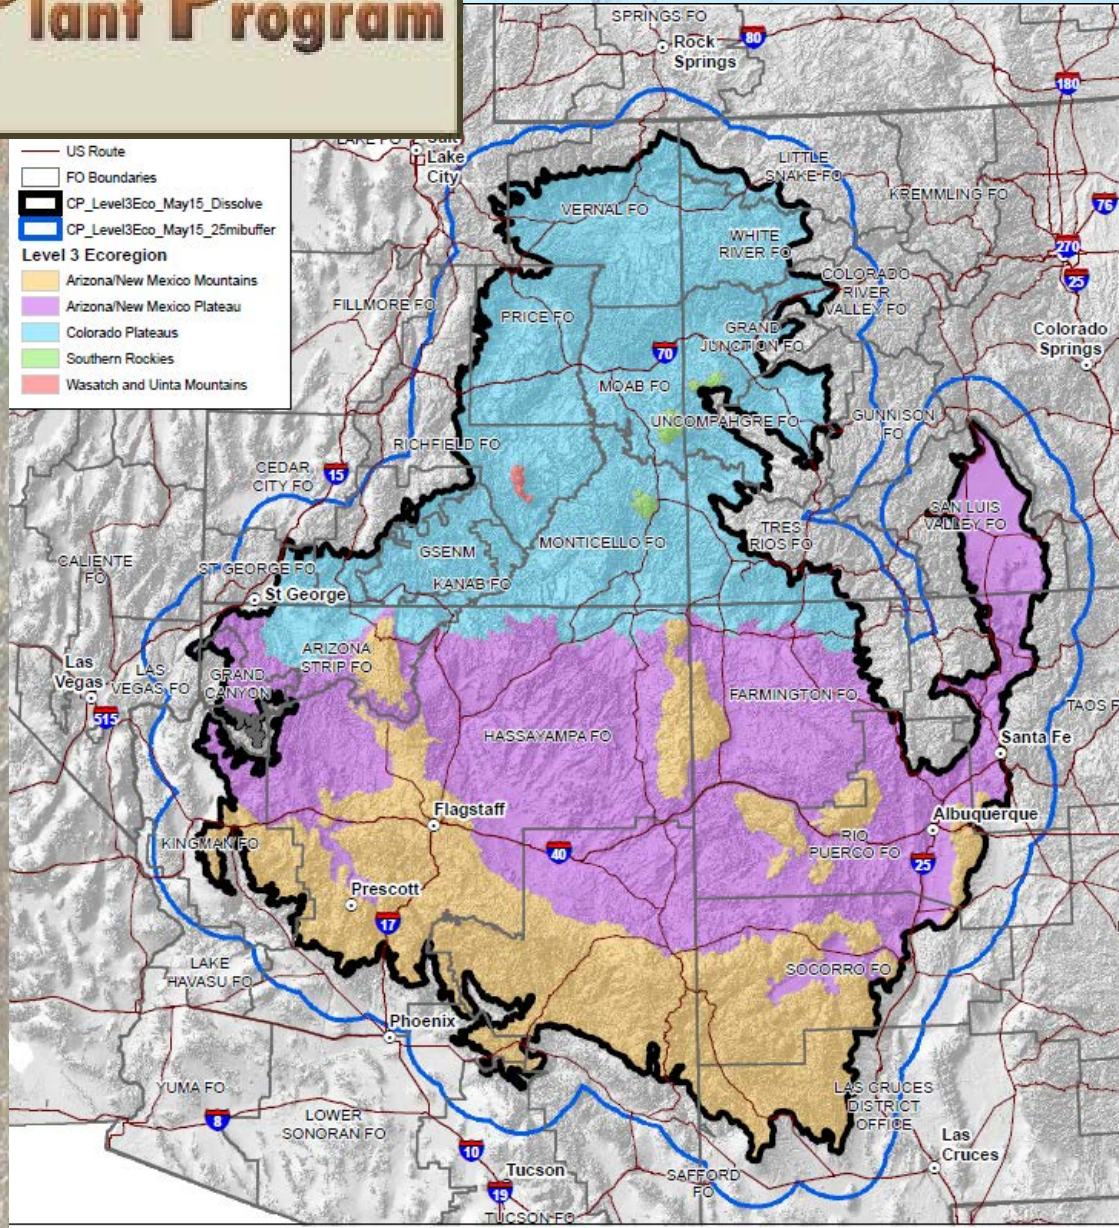 Plant Program
SPRINGS FO
Rock
Springs
80
180
US Route
FO Boundaries
CP_Level3Eco_May15_Dissolve
CP_Level3Eco_May15_25mibuffer
Level 3 Ecoregion
Arizona/New Mexico Mountains
Arizona/New Mexico Plateau
Colorado Plateaus
Southern Rockies
Wasatch and Uinta Mountains
Lake
City
LITTLE
SNAKE FO
KREMMLING FO
76
VERNAL FO
WHITE
RIVER FO
270
25
COLORADO
RIVER
VALLEY FO
FILLMORE FO
PRICE FO
GRAND
JUNCTION FO
Colorado
Springs
70
MOAB FO
UNCOMPAHGRE FO
GUNNISON
FO
RICHFIELD FO
CEDAR
CITY FO
15
SAN LUIS
VALLEY FO
TRES
RIOS FO
MONTICELLO FO
GSENM
KANAB FO
CALIENTE
FO
ST GEORGE FO
St George
ARIZONA
STRIP FO
Las
Vegas
LAS
VEGAS FO
GRAND
CANYON
FARMINGTON FO
TAOS F
515
HASSAYAMPA FO
Santa Fe
Flagstaff
Albuquerque
KINGMAN FO
40
RIO
PUERCO FO
25
Prescott
17
LAKE
HAVASU FO
SOCORRO FO
Phoenix
YUMA FO
8
LOWER
SONORAN FO
LAS CRUCES
DISTRICT
OFFICE
10
Tucson
19
TUCSON FO
SAFFORD
FO
Las
Cruces